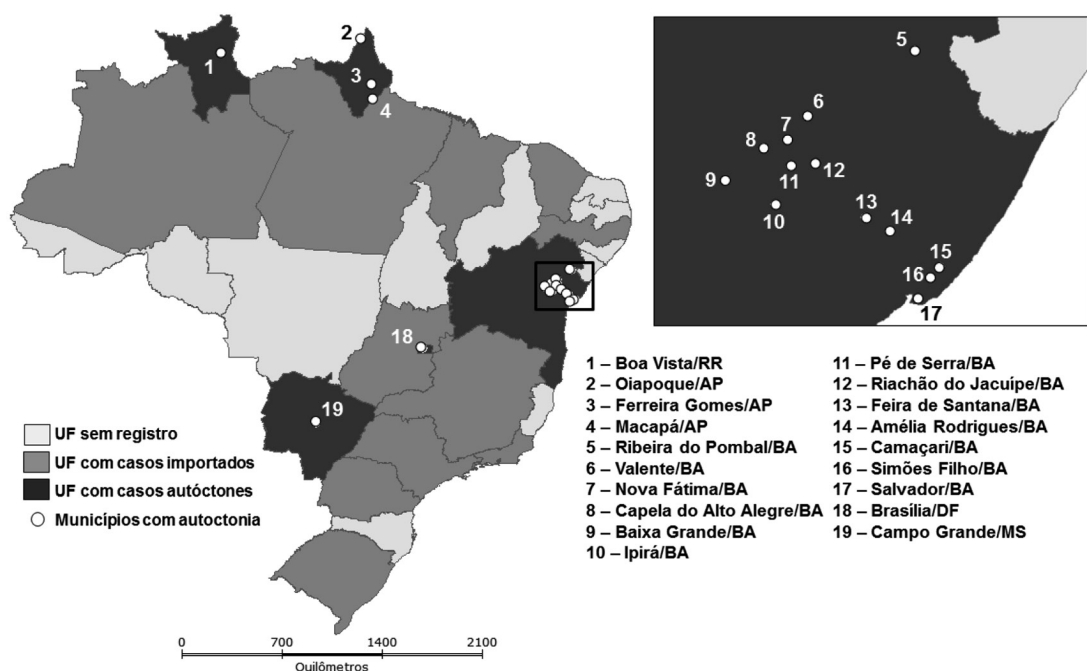 1
2
3
4
18
19
5
6
7
8
9
10
11
12
13
14
15
16
17
UF sem registro
UF com casos importados
UF com casos autóctones
Municípios com autoctonia
0 700 1400 2100
Quilômetros
1 – Boa Vista/RR
2 – Oiapoque/AP
3 – Ferreira Gomes/AP
4 – Macapá/AP
5 – Ribeira do Pombal/BA
6 – Valente/BA
7 – Nova Fátima/BA
8 – Capela do Alto Alegre/BA
9 – Baixa Grande/BA
10 – Ipirá/BA
11 – Pé de Serra/BA
12 – Riachão do Jacuípe/BA
13 – Feira de Santana/BA
14 – Amélia Rodrigues/BA
15 – Camaçari/BA
16 – Simões Filho/BA
17 – Salvador/BA
18 – Brasília/DF
19 – Campo Grande/MS